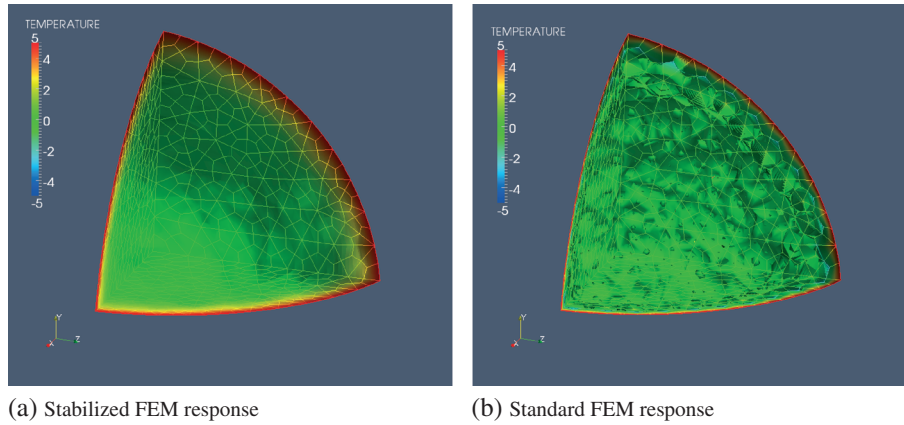 TEMPERATURE
5
4
2
0
-2
-4
-5
Y
X
Z
TEMPERATURE
5
4
2
0
-2
-4
-5
Y
X
Z
(a) Stabilized FEM response
(b) Standard FEM response